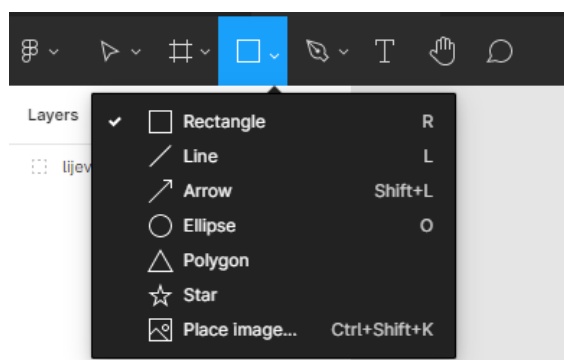 T
Layers
Rectangle R
lijev
Line L
Arrow Shift+L
Ellipse O
Polygon
Star
Place image... Ctrl+Shift+K